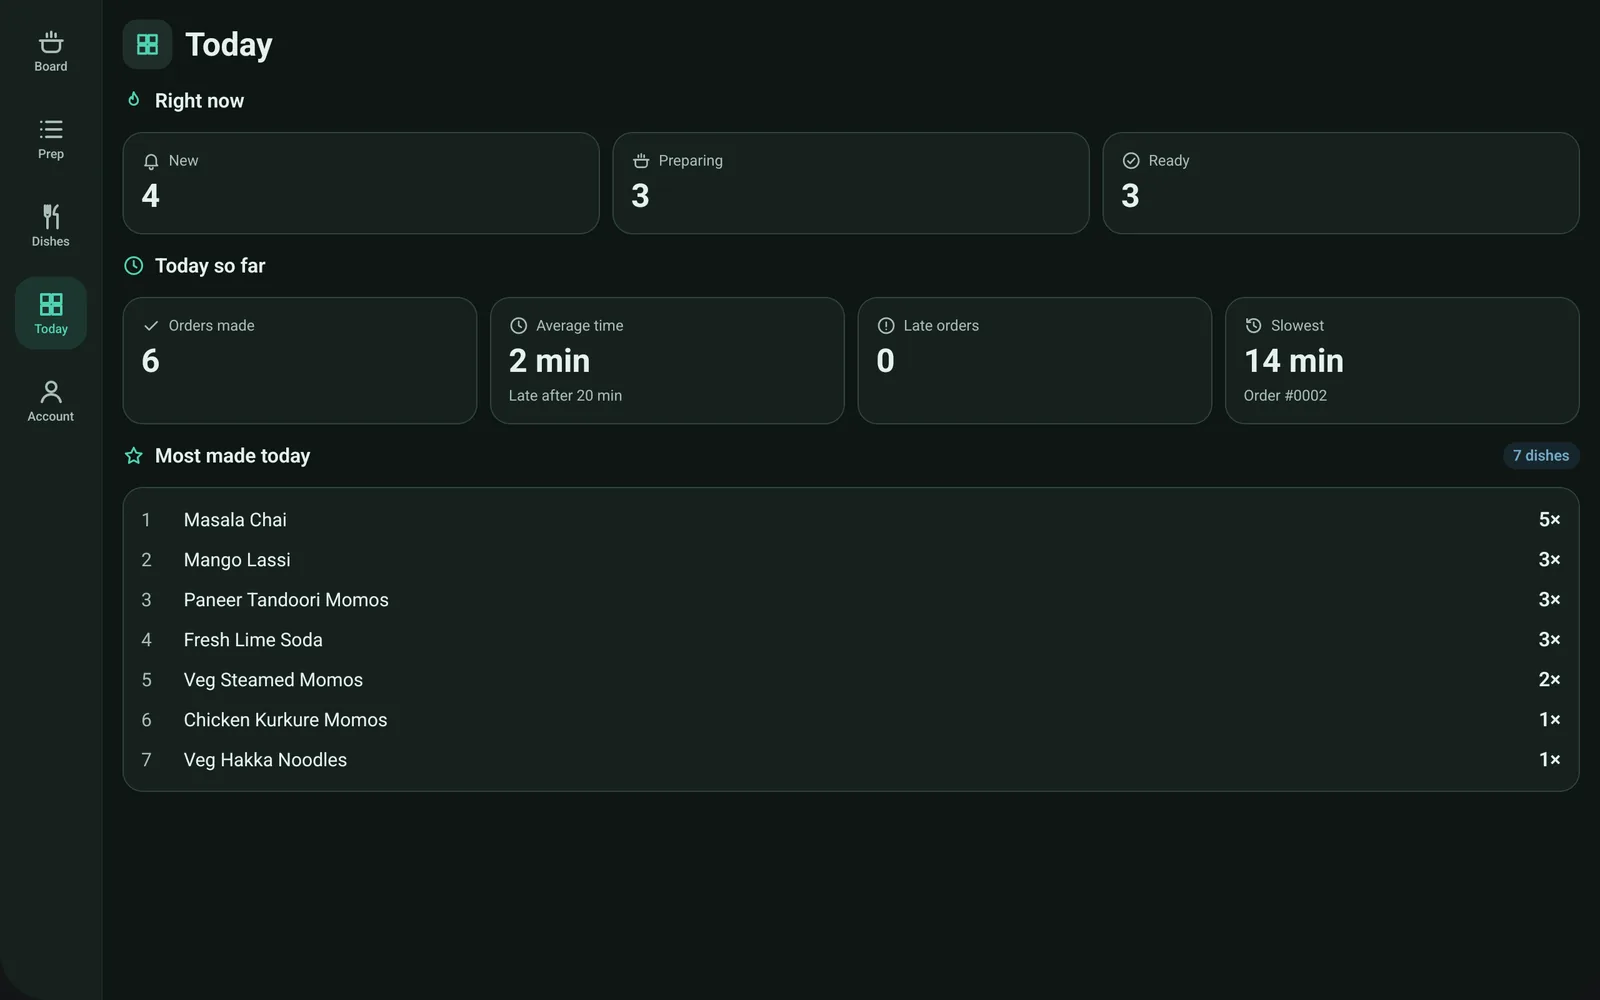 Today
Right now
New
4
Preparing
3
Ready
3
Today so far
Orders made
6
Average time
2 min
Late after 20 min
Late orders
0
Slowest
14 min
Order #0002
Most made today
7 dishes
1 Masala Chai 5×
2 Mango Lassi 3×
3 Paneer Tandoori Momos 3×
4 Fresh Lime Soda 3×
5 Veg Steamed Momos 2×
6 Chicken Kurkure Momos 1×
7 Veg Hakka Noodles 1×
Board
Prep
Dishes
Today
Account